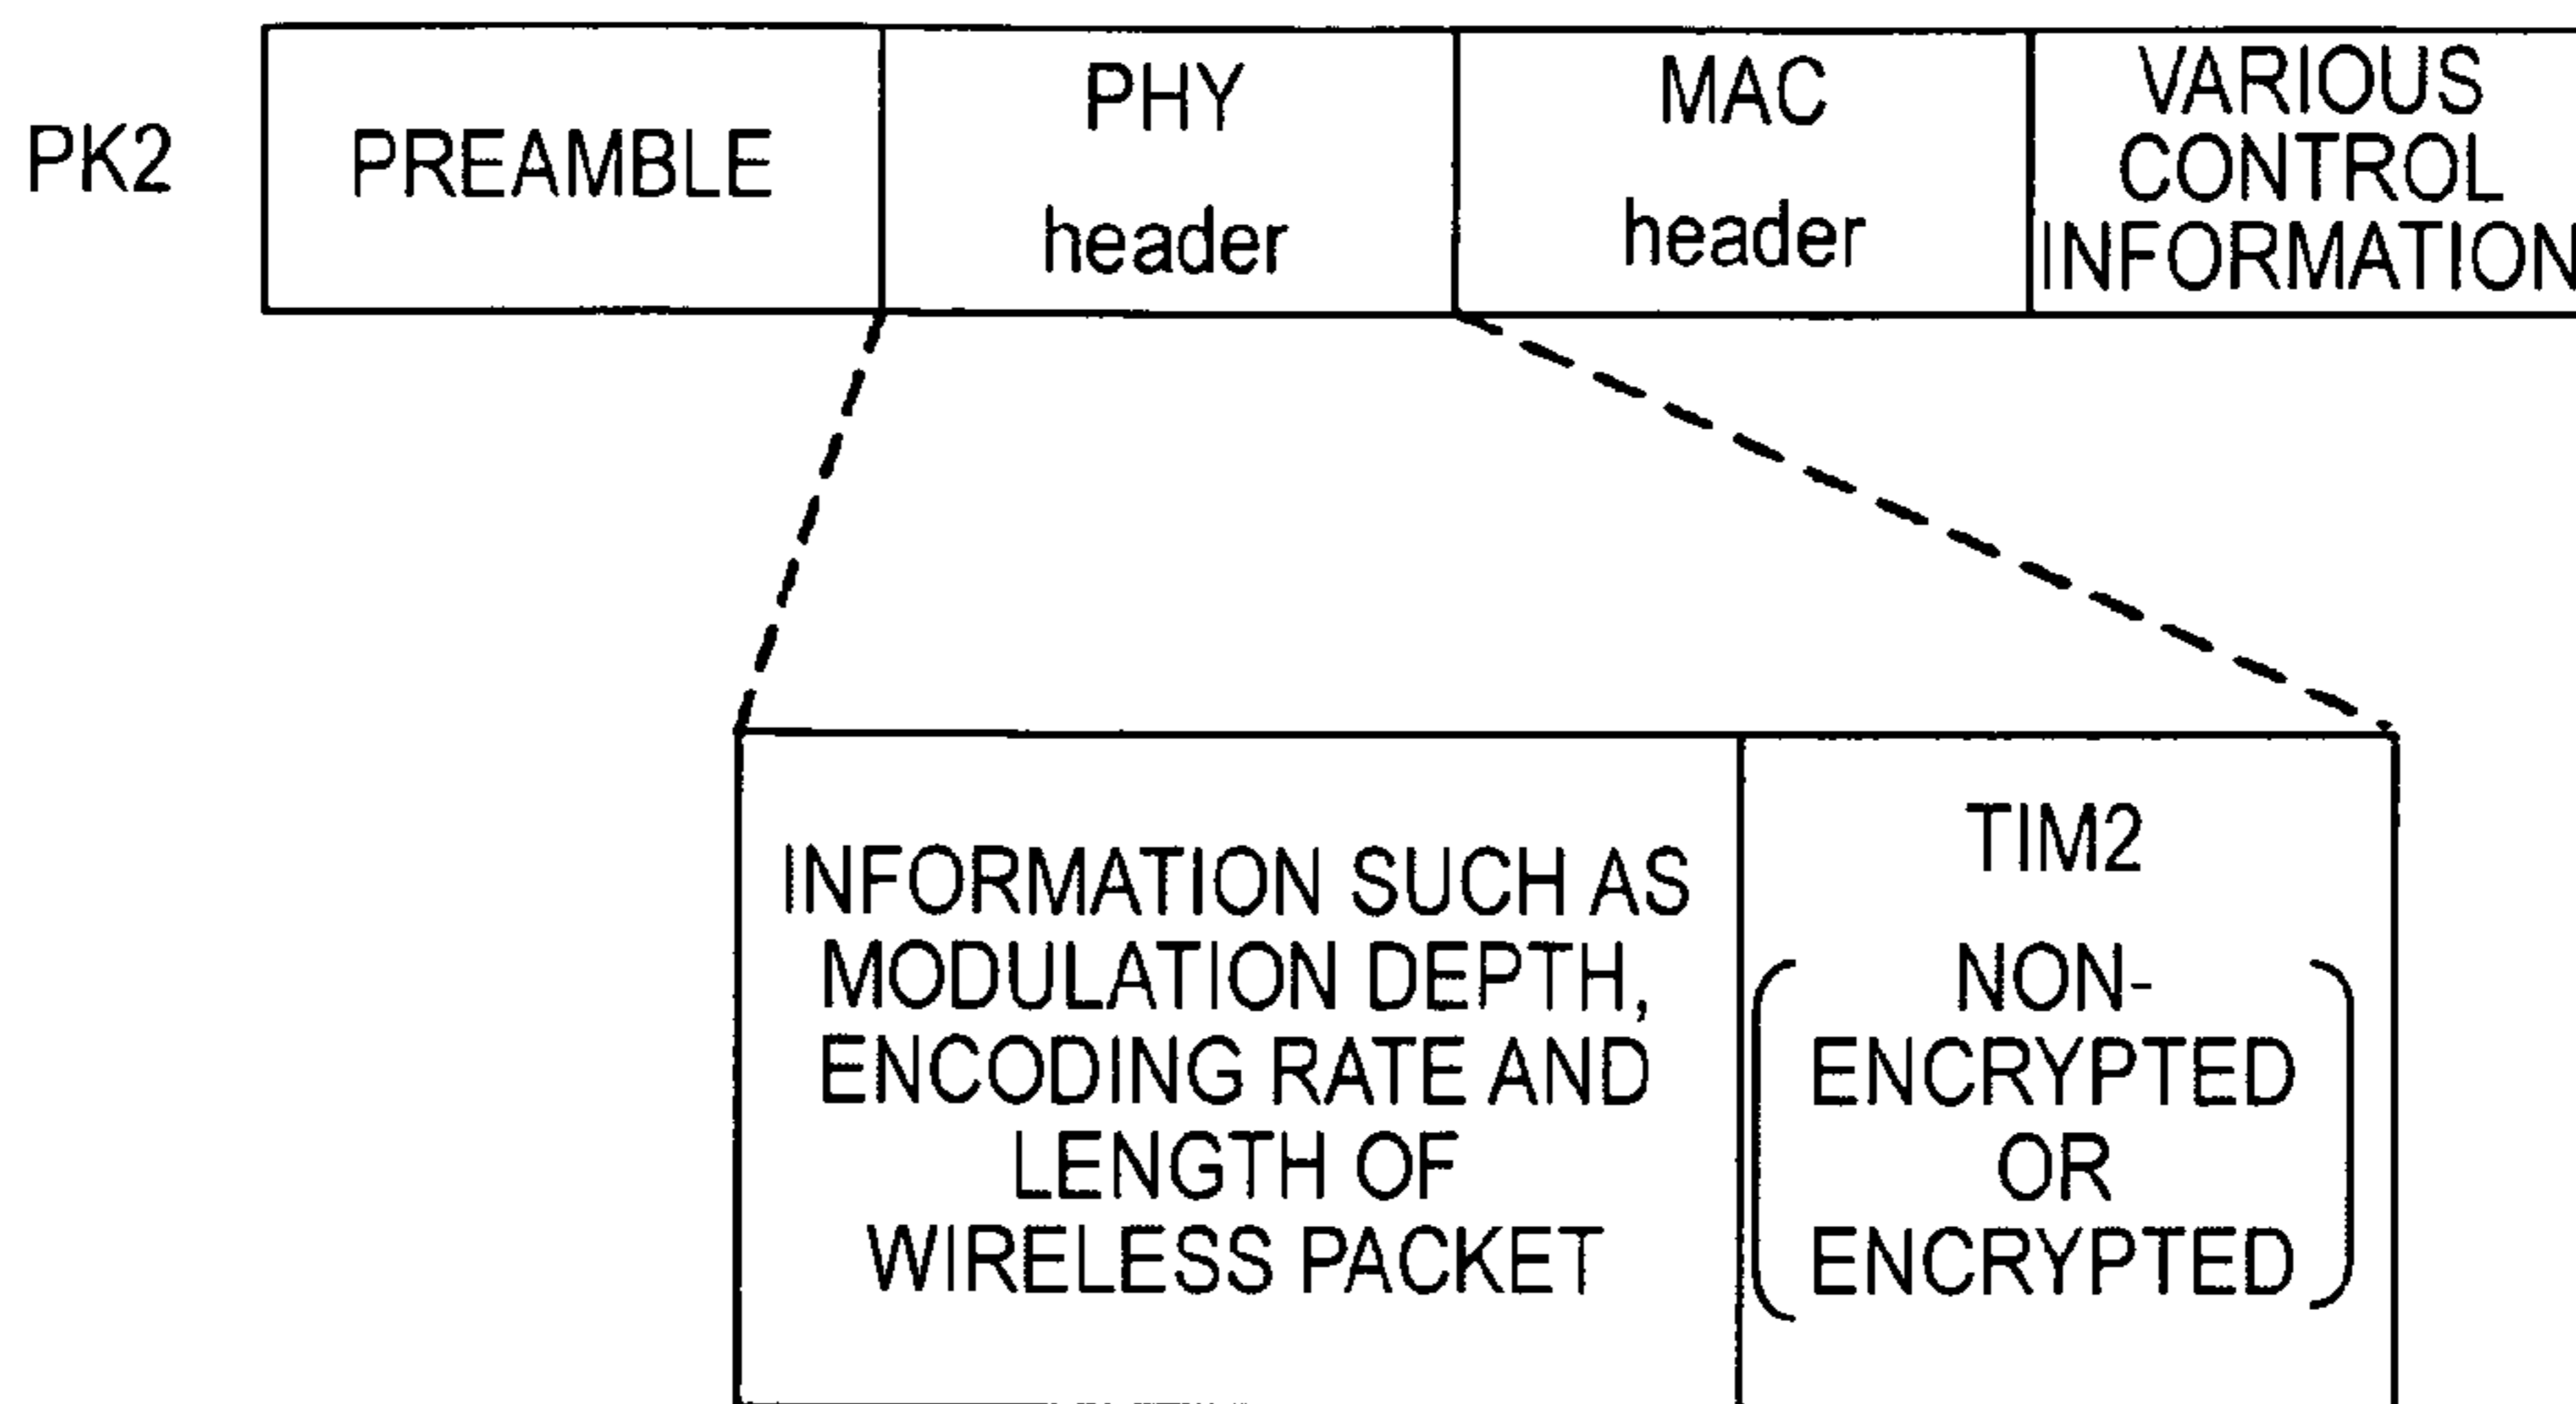 PK2
PREAMBLE
PHY
header
MAC
header
VARIOUS
CONTROL
INFORMATION
INFORMATION SUCH AS
MODULATION DEPTH,
ENCODING RATE AND
LENGTH OF
WIRELESS PACKET
TIM2
NON-
ENCRYPTED
OR
ENCRYPTED